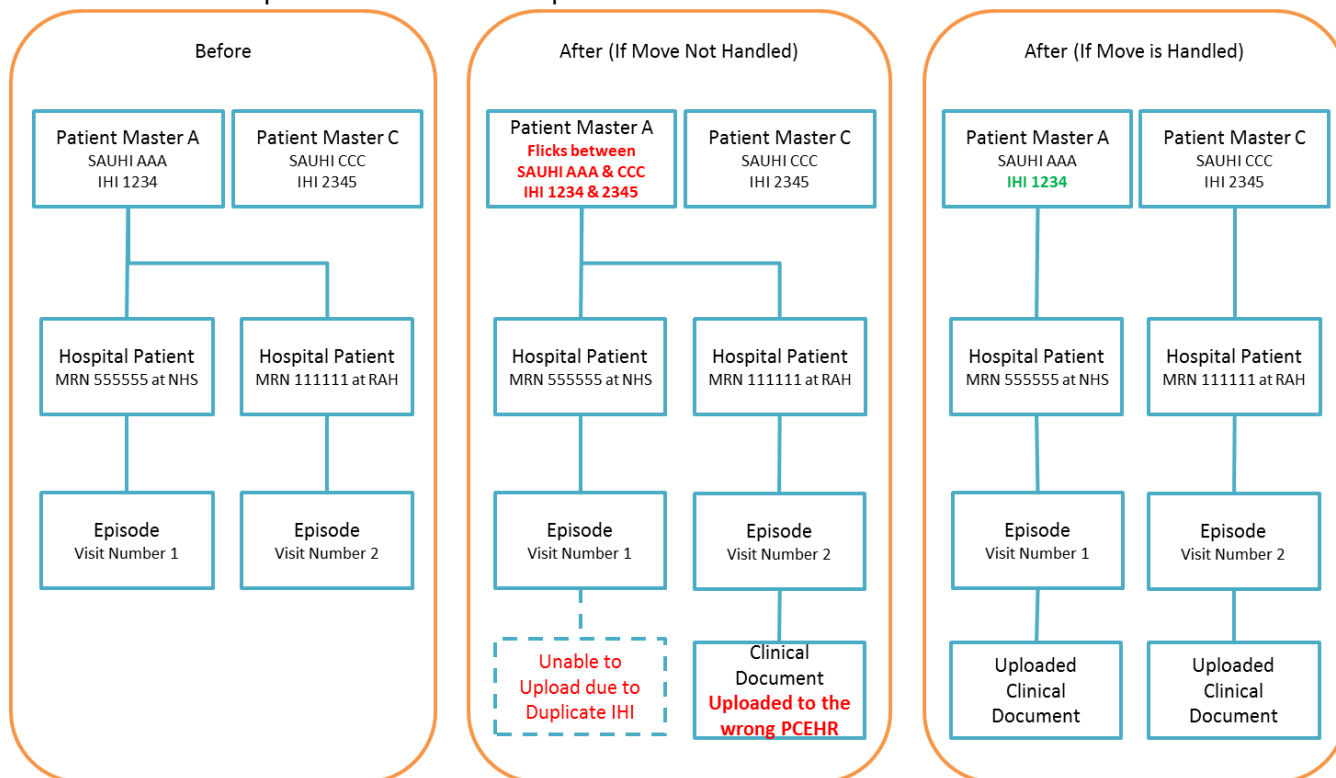 Before
Patient Master A
SAUHI AAA
IHI 1234
Patient Master C
SAUHI CCC
IHI 2345
Hospital Patient
MRN 555555 at NHS
Hospital Patient
MRN 111111 at RAH
Episode
Visit Number 1
Episode
Visit Number 2
After (If Move Not Handled)
Patient Master A
Flicks between
SAUHI AAA & CCC
IHI 1234 & 2345
Patient Master C
SAUHI CCC
IHI 2345
Hospital Patient
MRN 555555 at NHS
Hospital Patient
MRN 111111 at RAH
Episode
Visit Number 1
Episode
Visit Number 2
Unable to
Upload due to
Duplicate IHI
Clinical
Document
Uploaded to the
wrong PCEHR
After (If Move is Handled)
Patient Master A
SAUHI AAA
IHI 1234
Patient Master C
SAUHI CCC
IHI 2345
Hospital Patient
MRN 555555 at NHS
Hospital Patient
MRN 111111 at RAH
Episode
Visit Number 1
Episode
Visit Number 2
Uploaded
Clinical
Document
Uploaded
Clinical
Document